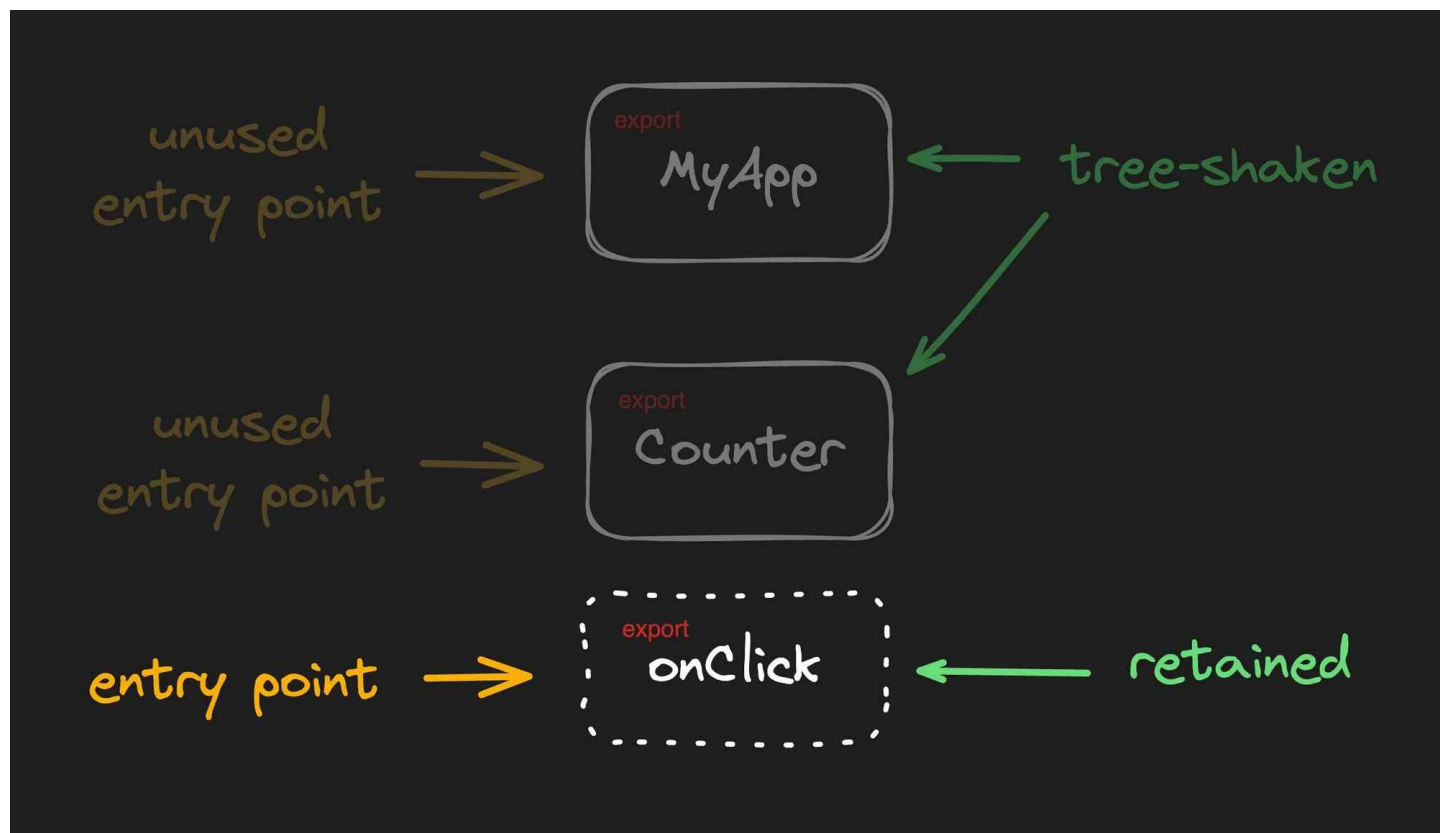 unused
entry point
export
MyApp
tree-shaken
unused
entry point
export
Counter
entry point
export
onClick
retained